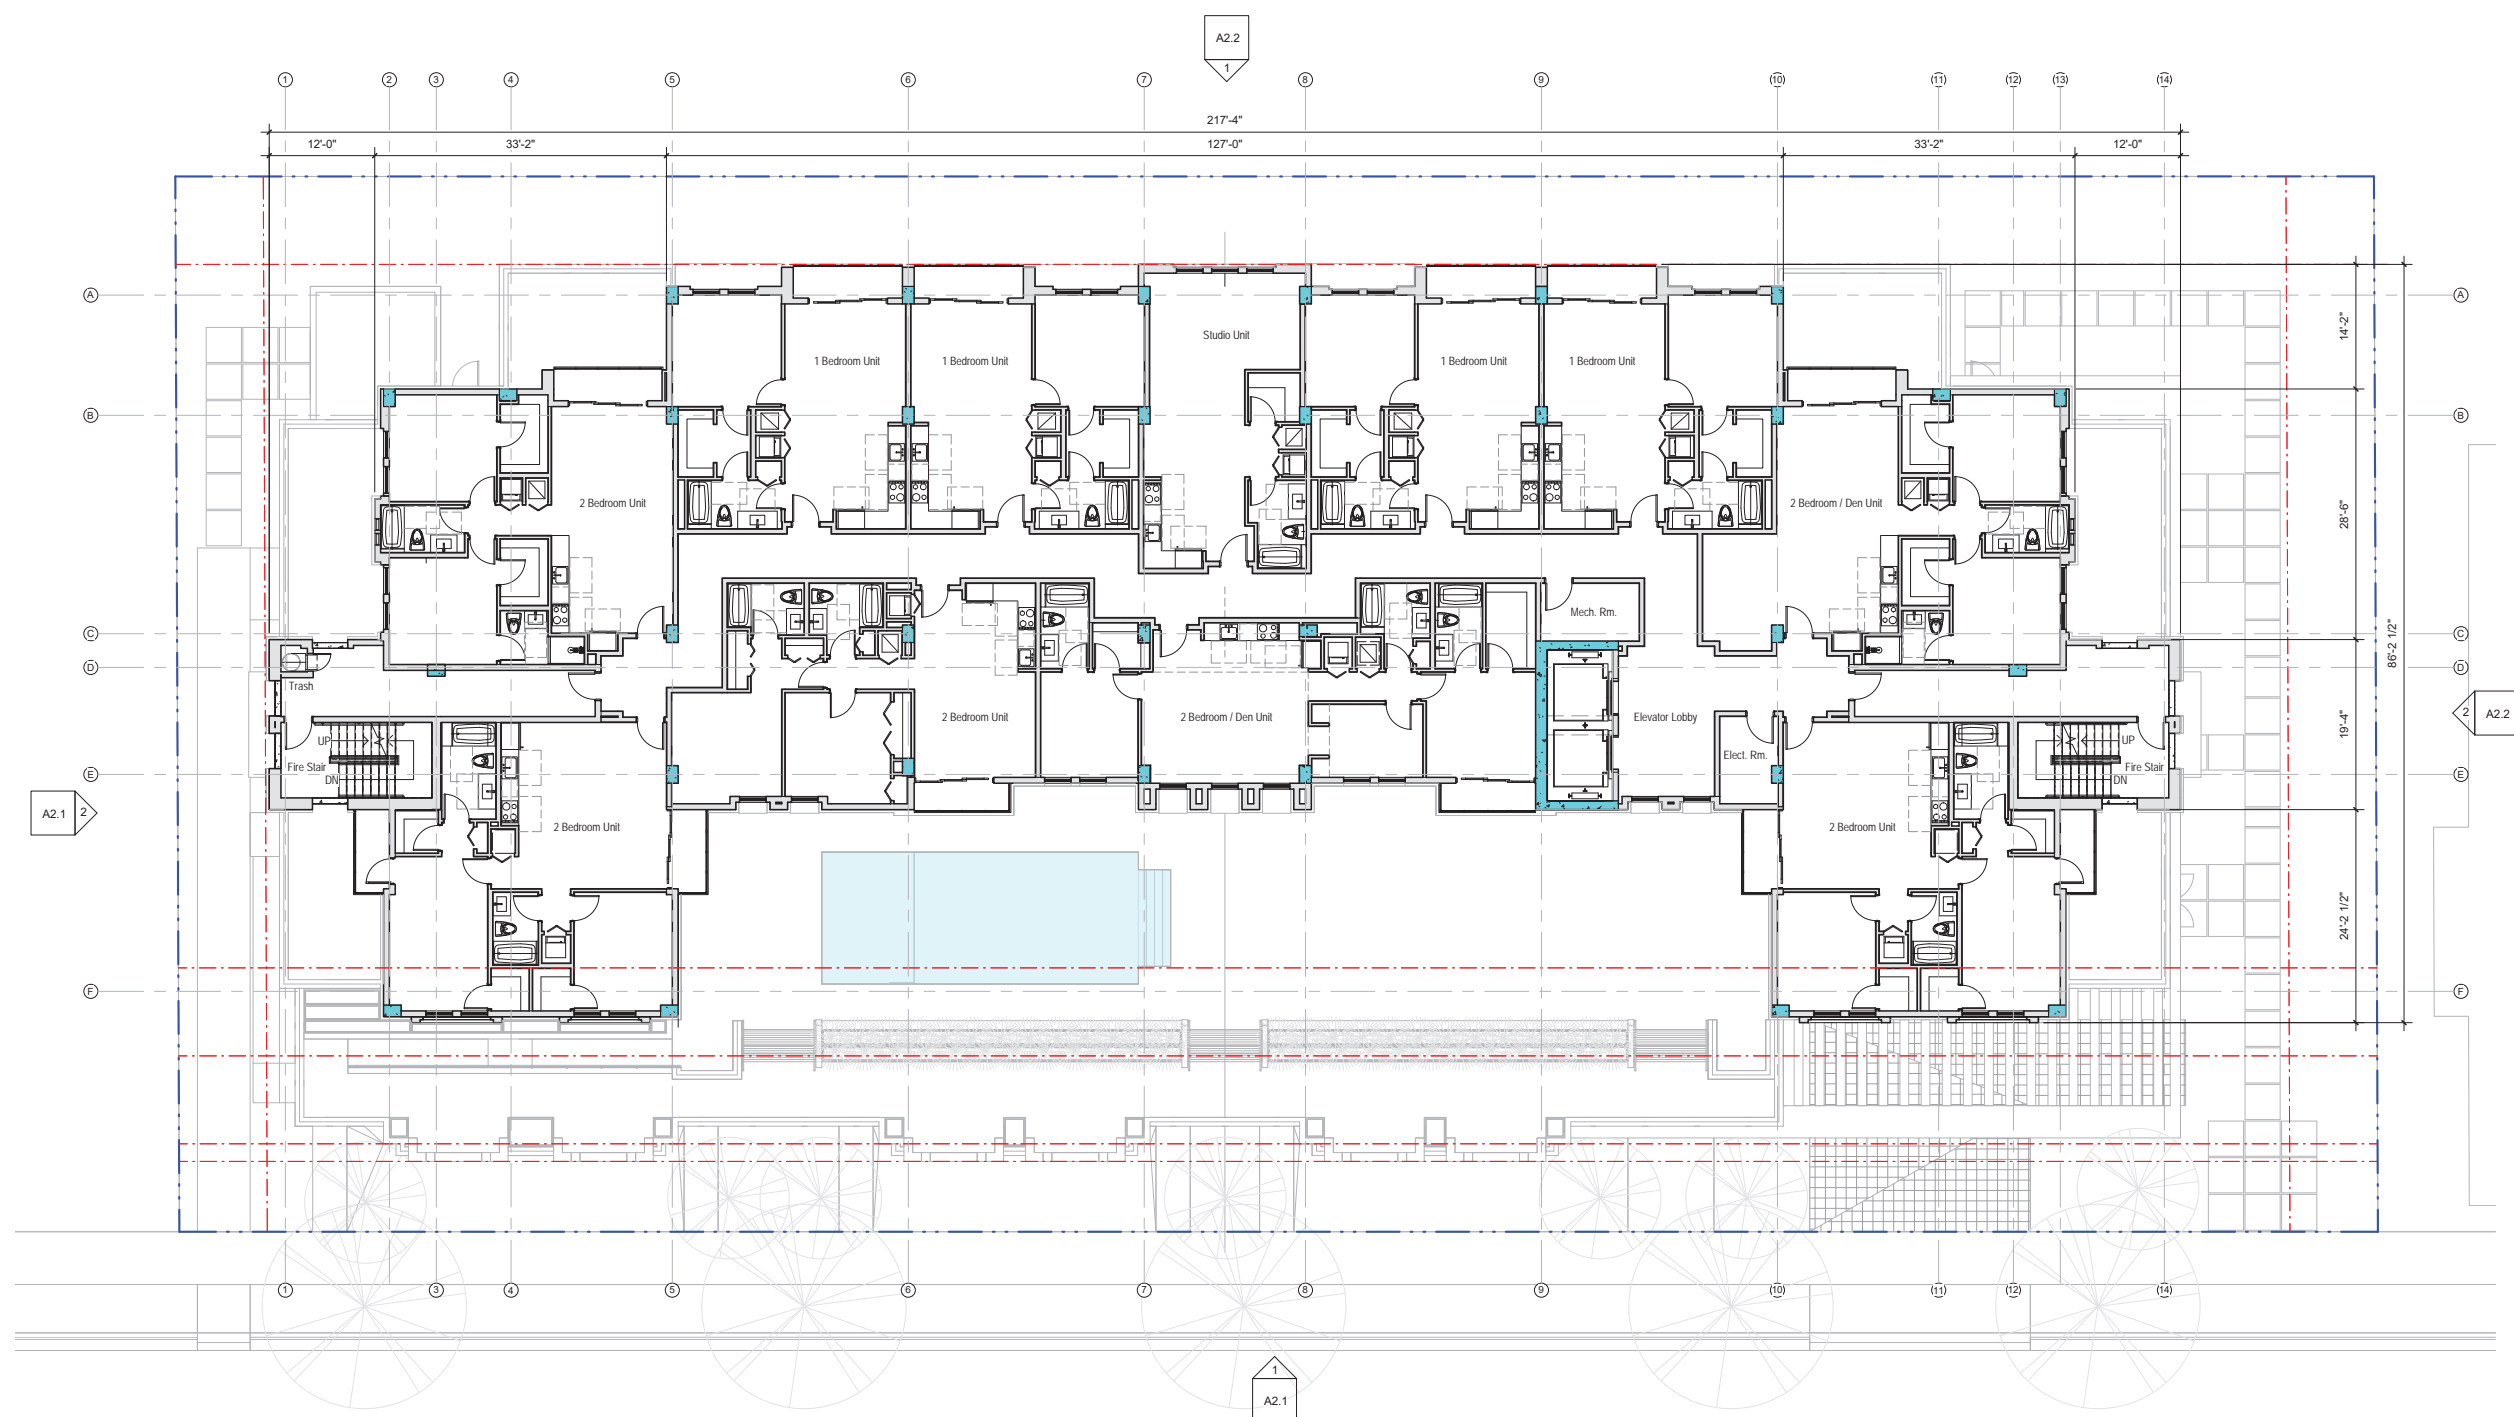 A2.2
1
1 2 3 4 5 6 7 8 9 10 11 12 13 14
217'-4"
12'-0" 33'-2" 127'-0" 33'-2" 12'-0"
A A
14'-2"
Studio Unit
1 Bedroom Unit 1 Bedroom Unit 1 Bedroom Unit 1 Bedroom Unit
B B
2 Bedroom Unit 2 Bedroom / Den Unit
28'-6"
Mech. Rm.
C C
86'-2 1/2"
D D
Trash
2 Bedroom Unit 2 Bedroom / Den Unit Elevator Lobby
19'-4"
2 A2.2
UP UP
Elect. Rm.
Fire Stair Fire Stair
E E
DN DN
A2.1 2
2 Bedroom Unit 2 Bedroom Unit
24'-2 1/2"
F F
1 3 4 5 6 7 8 9 10 11 12 14
1
A2.1